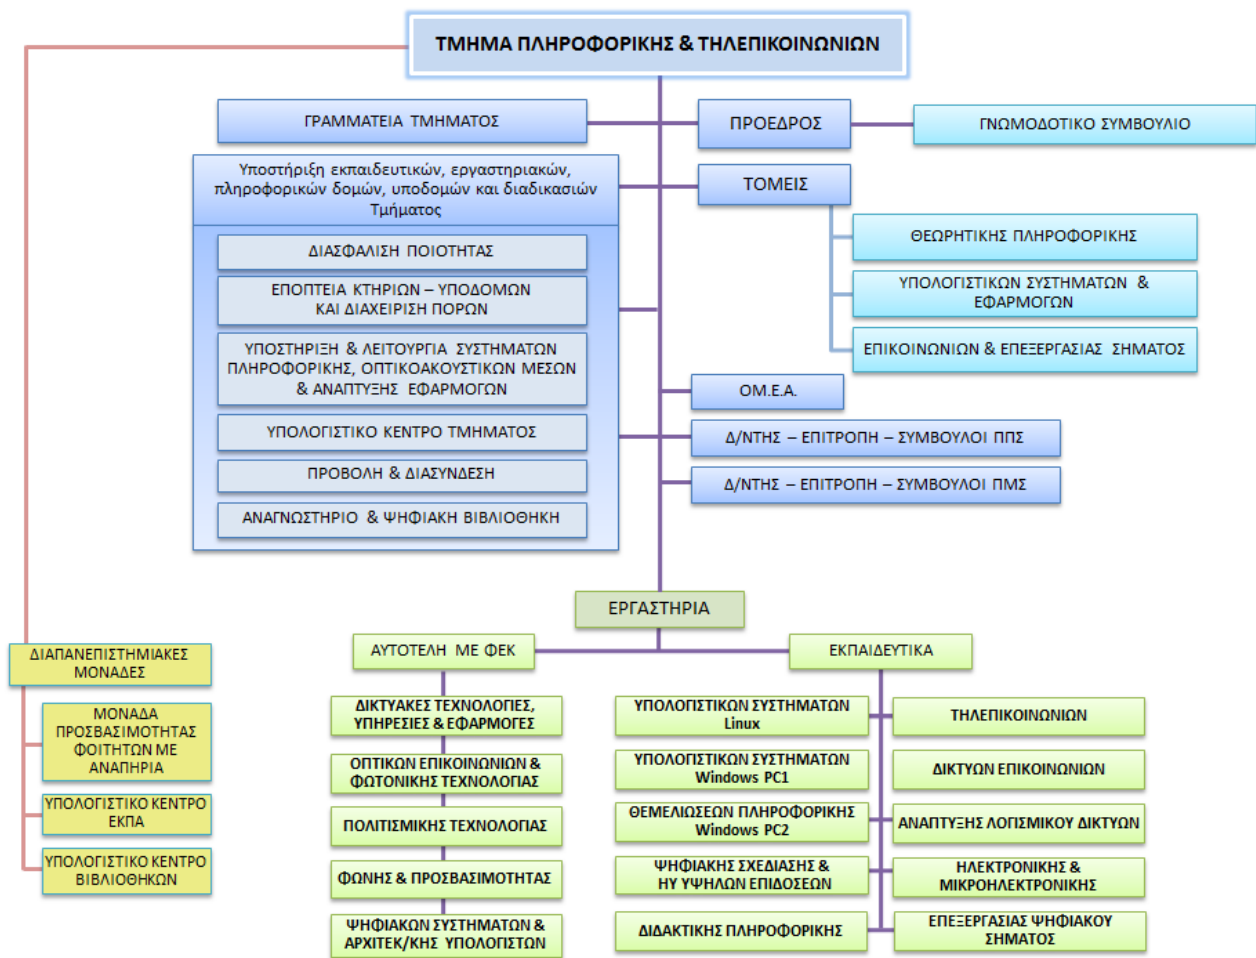 ΤΜΗΜΑ ΠΛΗΡΟΦΟΡΙΚΗΣ & ΤΗΛΕΠΙΚΟΙΝΩΝΙΩΝ
ΓΡΑΜΜΑΤΕΙΑ ΤΜΗΜΑΤΟΣ
ΠΡΟΕΔΡΟΣ
ΓΝΩΜΟΔΟΤΙΚΟ ΣΥΜΒΟΥΛΙΟ
Υποστήριξη εκπαιδευτικών, εργαστηριακών,
πληροφορικών δομών, υποδομών και διαδικασιών
Τμήματος
ΤΟΜΕΙΣ
ΘΕΩΡΗΤΙΚΗΣ ΠΛΗΡΟΦΟΡΙΚΗΣ
ΥΠΟΛΟΓΙΣΤΙΚΩΝ ΣΥΣΤΗΜΑΤΩΝ &
ΕΦΑΡΜΟΓΩΝ
ΕΠΙΚΟΙΝΩΝΙΩΝ & ΕΠΕΞΕΡΓΑΣΙΑΣ ΣΗΜΑΤΟΣ
ΔΙΑΣΦΑΛΙΣΗ ΠΟΙΟΤΗΤΑΣ
ΕΠΟΠΤΕΙΑ ΚΤΗΡΙΩΝ – ΥΠΟΔΟΜΩΝ
ΚΑΙ ΔΙΑΧΕΙΡΙΣΗ ΠΟΡΩΝ
ΥΠΟΣΤΗΡΙΞΗ & ΛΕΙΤΟΥΡΓΙΑ ΣΥΣΤΗΜΑΤΩΝ
ΠΛΗΡΟΦΟΡΙΚΗΣ, ΟΠΤΙΚΟΑΚΟΥΣΤΙΚΩΝ ΜΕΣΩΝ
& ΑΝΑΠΤΥΞΗΣ ΕΦΑΡΜΟΓΩΝ
ΥΠΟΛΟΓΙΣΤΙΚΟ ΚΕΝΤΡΟ ΤΜΗΜΑΤΟΣ
ΠΡΟΒΟΛΗ & ΔΙΑΣΥΝΔΕΣΗ
ΑΝΑΓΝΩΣΤΗΡΙΟ & ΨΗΦΙΑΚΗ ΒΙΒΛΙΟΘΗΚΗ
ΟΜ.Ε.Α.
Δ/ΝΤΗΣ – ΕΠΙΤΡΟΠΗ – ΣΥΜΒΟΥΛΟΙ ΠΠΣ
Δ/ΝΤΗΣ – ΕΠΙΤΡΟΠΗ – ΣΥΜΒΟΥΛΟΙ ΠΜΣ
ΕΡΓΑΣΤΗΡΙΑ
ΔΙΑΠΑΝΕΠΙΣΤΗΜΙΑΚΕΣ
ΜΟΝΑΔΕΣ
ΜΟΝΑΔΑ
ΠΡΟΣΒΑΣΙΜΟΤΗΤΑΣ
ΦΟΙΤΗΤΩΝ ΜΕ
ΑΝΑΠΗΡΙΑ
ΥΠΟΛΟΓΙΣΤΙΚΟ ΚΕΝΤΡΟ
ΕΚΠΑ
ΥΠΟΛΟΓΙΣΤΙΚΟ ΚΕΝΤΡΟ
ΒΙΒΛΙΟΘΗΚΩΝ
ΑΥΤΟΤΕΛΗ ΜΕ ΦΕΚ
ΔΙΚΤΥΑΚΕΣ ΤΕΧΝΟΛΟΓΙΕΣ,
ΥΠΗΡΕΣΙΕΣ & ΕΦΑΡΜΟΓΕΣ
ΟΠΤΙΚΩΝ ΕΠΙΚΟΙΝΩΝΙΩΝ &
ΦΩΤΟΝΙΚΗΣ ΤΕΧΝΟΛΟΓΙΑΣ
ΠΟΛΙΤΙΣΜΙΚΗΣ ΤΕΧΝΟΛΟΓΙΑΣ
ΦΩΝΗΣ & ΠΡΟΣΒΑΣΙΜΟΤΗΤΑΣ
ΨΗΦΙΑΚΩΝ ΣΥΣΤΗΜΑΤΩΝ &
ΑΡΧΙΤΕΚ/ΚΗΣ ΥΠΟΛΟΓΙΣΤΩΝ
ΕΚΠΑΙΔΕΥΤΙΚΑ
ΥΠΟΛΟΓΙΣΤΙΚΩΝ ΣΥΣΤΗΜΑΤΩΝ
Linux
ΥΠΟΛΟΓΙΣΤΙΚΩΝ ΣΥΣΤΗΜΑΤΩΝ
Windows PC1
ΘΕΜΕΛΙΩΣΕΩΝ ΠΛΗΡΟΦΟΡΙΚΗΣ
Windows PC2
ΨΗΦΙΑΚΗΣ ΣΧΕΔΙΑΣΗΣ &
ΗΥ ΥΨΗΛΩΝ ΕΠΙΔΟΣΕΩΝ
ΔΙΔΑΚΤΙΚΗΣ ΠΛΗΡΟΦΟΡΙΚΗΣ
ΤΗΛΕΠΙΚΟΙΝΩΝΙΩΝ
ΔΙΚΤΥΩΝ ΕΠΙΚΟΙΝΩΝΙΩΝ
ΑΝΑΠΤΥΞΗΣ ΛΟΓΙΣΜΙΚΟΥ ΔΙΚΤΥΩΝ
ΗΛΕΚΤΡΟΝΙΚΗΣ &
ΜΙΚΡΟΗΛΕΚΤΡΟΝΙΚΗΣ
ΕΠΕΞΕΡΓΑΣΙΑΣ ΨΗΦΙΑΚΟΥ
ΣΗΜΑΤΟΣ